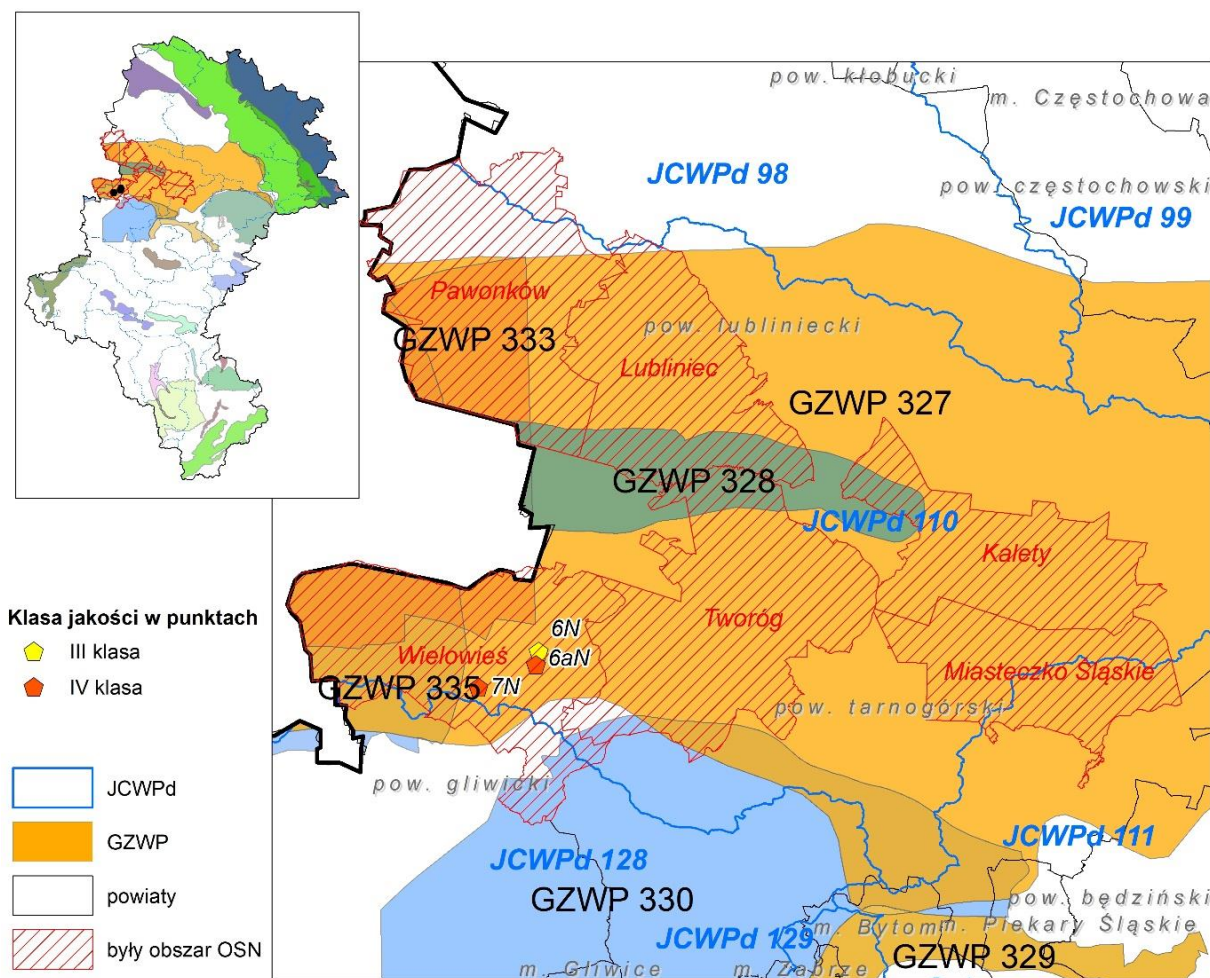 pow. kłobucki
m. Częstochowa
JCWPd 98
pow. częstochowski
JCWPd 99
Pawonków
pow. lubliniecki
GZWP 333
Lubliniec
GZWP 327
GZWP 328
JCWPd 110
Kalety
Klasa jakości w punktach
III klasa
IV klasa
6N
Tworóg
Wielowieś
6aN
Miasteczko Śląskie
GZWP 335
7N
pow. tarnogórski
pow. gliwicki
JCWPd
JCWPd 111
GZWP
JCWPd 128
powiaty
GZWP 330
pow. będziński
m. Bytom
m. Piekary Śląskie
były obszar OSN
JCWPd 129
GZWP 329
m. Gliwice
m. Zabrze